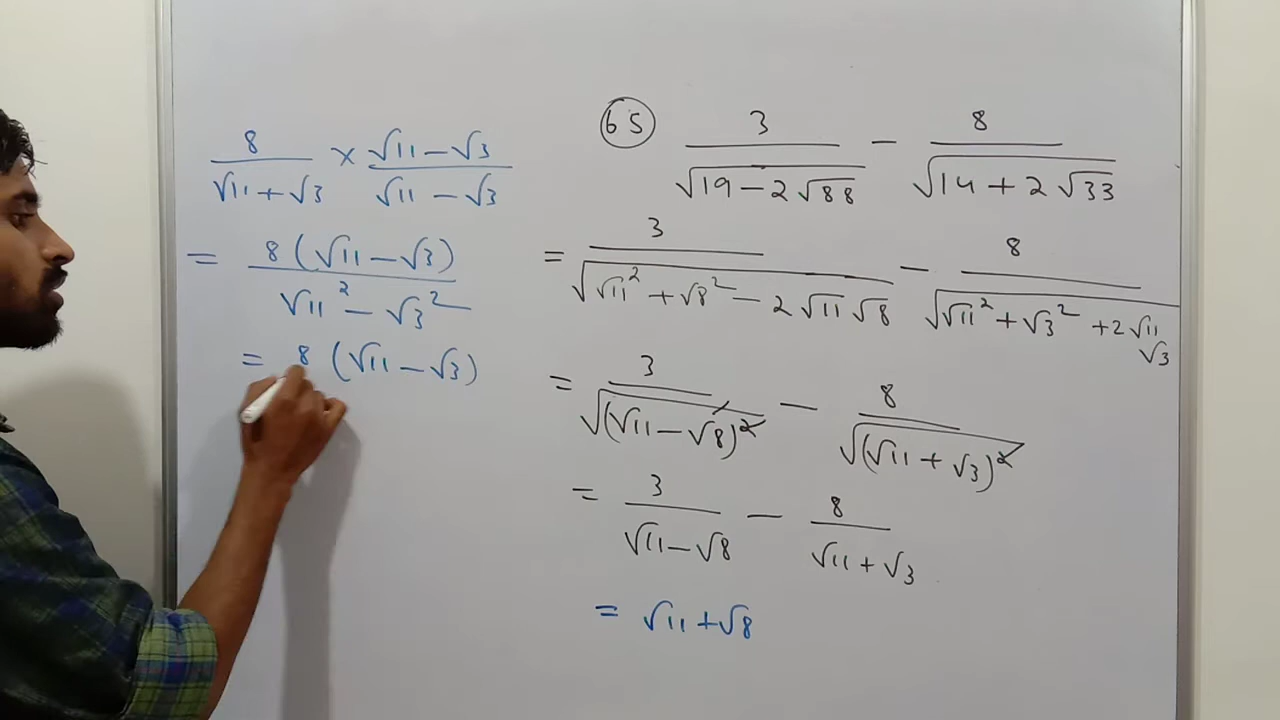 8 / (√11 + √3) × (√11 − √3) / (√11 − √3)
= 8 (√11 − √3) / (√11² − √3²)
= 8 (√11 − √3)
65 3 / √(19 − 2√88) − 8 / √(14 + 2√33)
= 3 / √(√11² + √8² − 2√11√8) − 8 / √(√11² + √3² + 2√11√3)
= 3 / √((√11 − √8)²) − 8 / √((√11 + √3)²)
= 3 / (√11 − √8) − 8 / (√11 + √3)
= √11 + √8